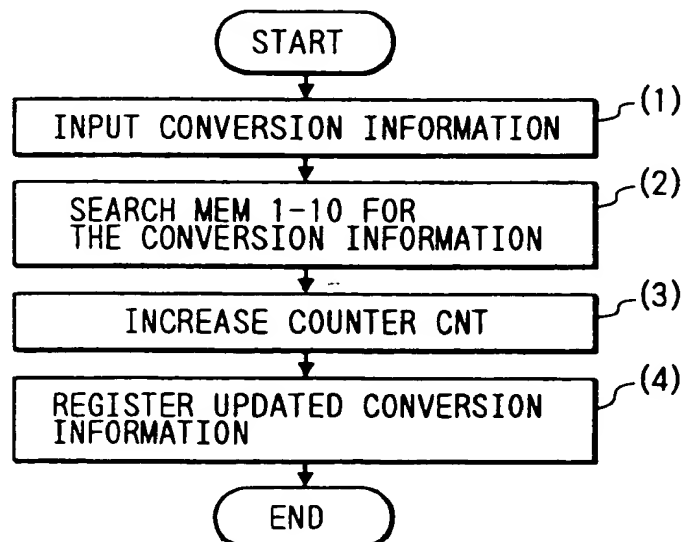 START
(1)
INPUT CONVERSION INFORMATION
(2)
SEARCH MEM 1-10 FOR
THE CONVERSION INFORMATION
(3)
INCREASE COUNTER CNT
(4)
REGISTER UPDATED CONVERSION
INFORMATION
END